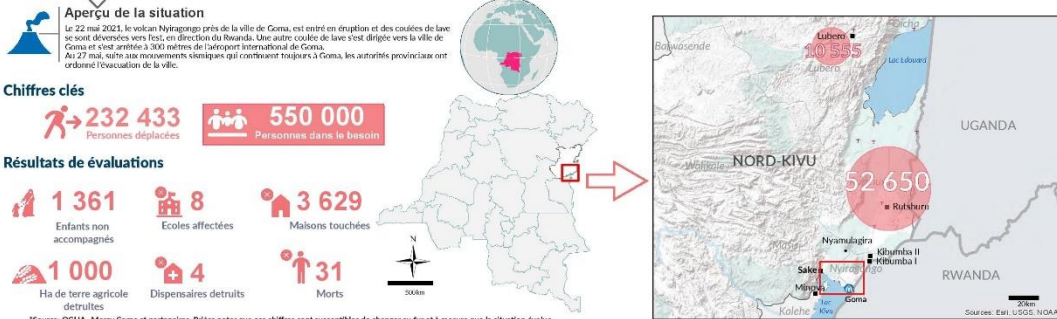 Aperçu de la situation
Le 22 mai 2021, le volcan Nyiragongo près de la ville de Goma, est entré en éruption et des coulées de lave
se sont déversées vers l'est, en direction du Rwanda. Une autre coulée de lave s'est dirigée vers la ville de
Goma et s'est arrêtée à 300 mètres de l'aéroport international de Goma.
Au 27 mai, suite aux mouvements sismiques qui continuent toujours à Goma, les autorités provinciaux ont
ordonné l'évacuation de la ville.
Chiffres clés
232 433
Personnes déplacées
550 000
Personnes dans le besoin
Résultats de évaluations
1 361
Enfants non
accompagnés
8
Ecoles affectées
3 629
Maisons touchées
1 000
Ha de terre agricole
detruites
4
Dispensaires detruits
31
Morts
N
500km
Oicha
Baiwasende
Lubero
10 555
Lubero
Lac Edouard
UGANDA
NORD-KIVU
Walikale
52 650
Rutshuru
Masisi
Nyamulagira
Kibumba II
Kibumba I
Nyiragongo
Sake
RWANDA
Minova
Goma
Lac
Kivu
Kalehe
20km
Sources: Esri, USGS, NOAA